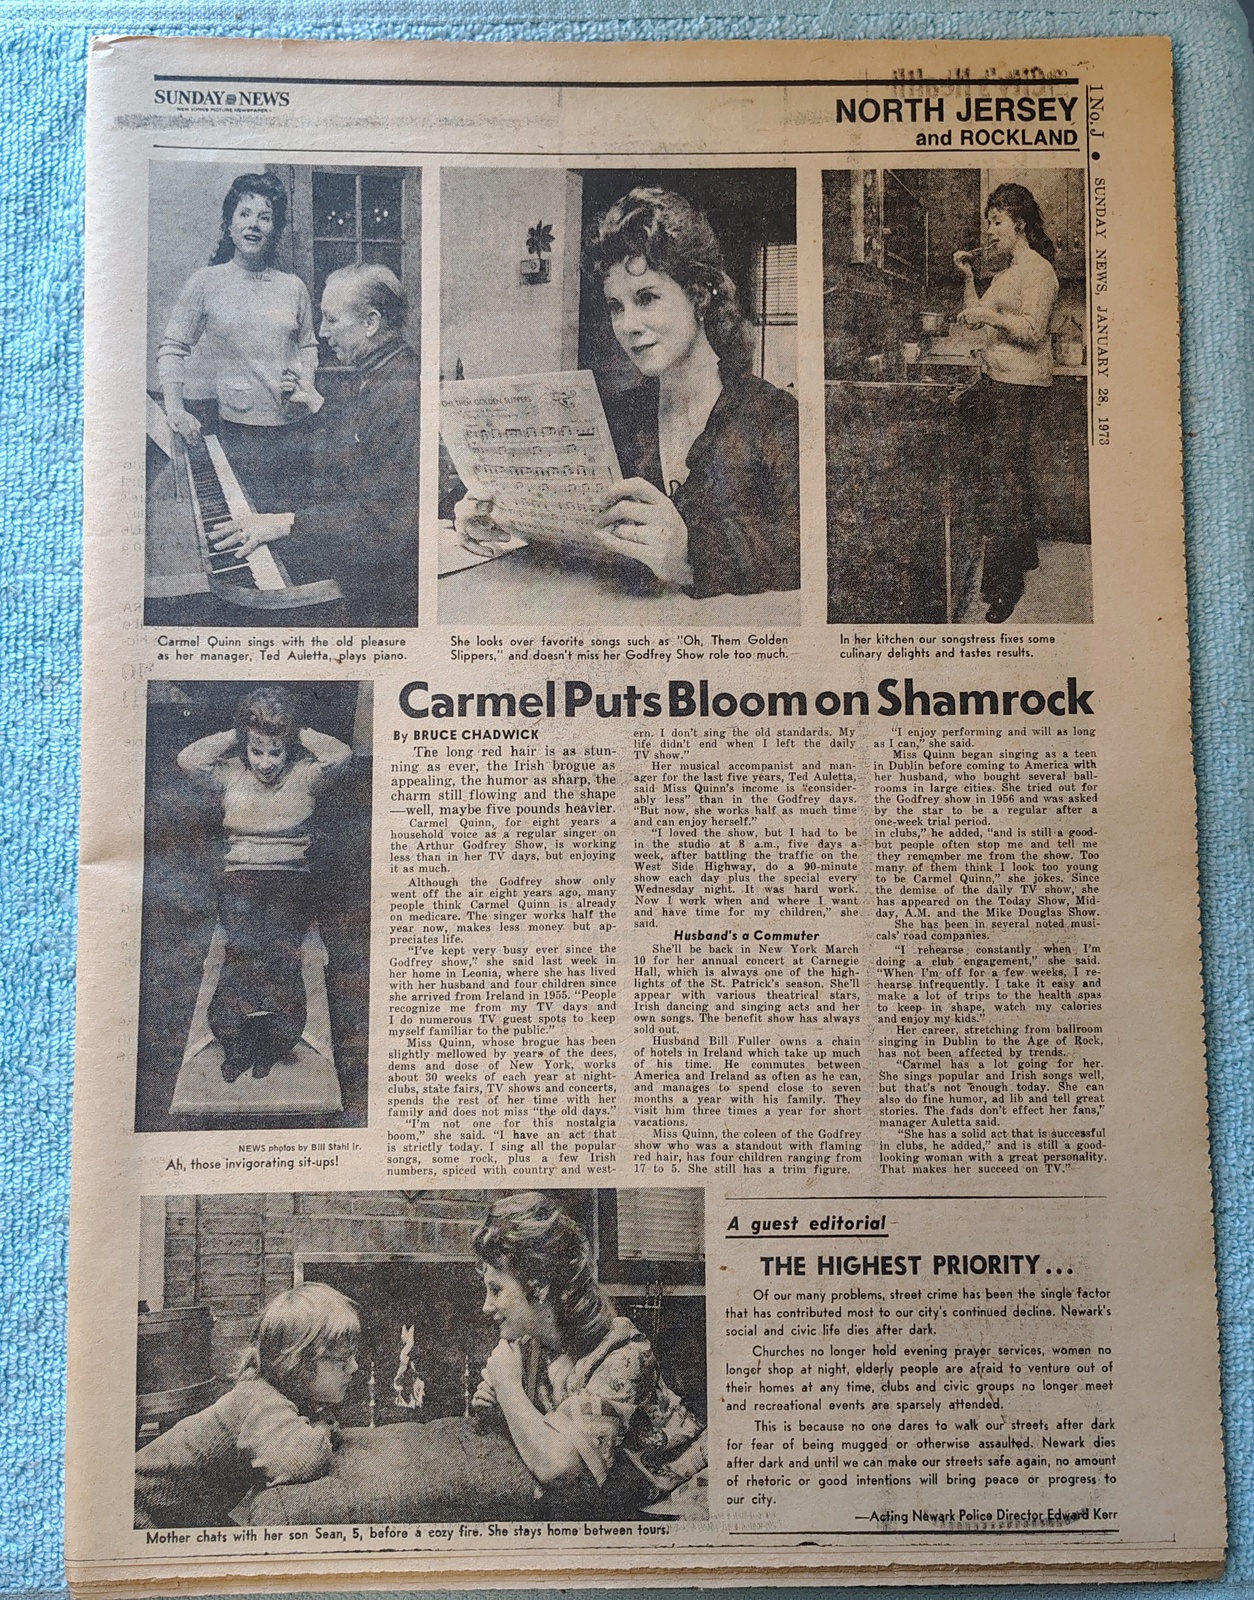 SUNDAY NEWS
NEW YORK'S PICTURE NEWSPAPER
NORTH JERSEY
and ROCKLAND
1 No.J • SUNDAY NEWS, JANUARY 28, 1973
OH! THEM GOLDEN SLIPPERS
Carmel Quinn sings with the old pleasure
as her manager, Ted Auletta, plays piano.
She looks over favorite songs such as "Oh, Them Golden
Slippers," and doesn't miss her Godfrey Show role too much.
In her kitchen our songstress fixes some
culinary delights and tastes results.
Carmel Puts Bloom on Shamrock
By BRUCE CHADWICK
The long red hair is as stun-
ning as ever, the Irish brogue as
appealing, the humor as sharp, the
charm still flowing and the shape
—well, maybe five pounds heavier.
Carmel Quinn, for eight years a
household voice as a regular singer on
the Arthur Godfrey Show, is working
less than in her TV days, but enjoying
it as much.
Although the Godfrey show only
went off the air eight years ago, many
people think Carmel Quinn is already
on medicare. The singer works half the
year now, makes less money but ap-
preciates life.
"I've kept very busy ever since the
Godfrey show," she said last week in
her home in Leonia, where she has lived
with her husband and four children since
she arrived from Ireland in 1955. "People
recognize me from my TV days and
I do numerous TV guest spots to keep
myself familiar to the public."
Miss Quinn, whose brogue has been
slightly mellowed by years of the dees,
dems and dose of New York, works
about 30 weeks of each year at night-
clubs, state fairs, TV shows and concerts,
spends the rest of her time with her
family and does not miss "the old days."
"I'm not one for this nostalgia
boom," she said. "I have an act that
is strictly today. I sing all the popular
songs, some rock, plus a few Irish
numbers, spiced with country and west-
ern. I don't sing the old standards. My
life didn't end when I left the daily
TV show."
Her musical accompanist and man-
ager for the last five years, Ted Auletta,
said Miss Quinn's income is "consider-
ably less" than in the Godfrey days.
"But now, she works half as much time
and can enjoy herself."
"I loved the show, but I had to be
in the studio at 8 a.m., five days a
week, after battling the traffic on the
West Side Highway, do a 90-minute
show each day plus the special every
Wednesday night. It was hard work.
Now I work when and where I want
and have time for my children," she
said.
Husband's a Commuter
She'll be back in New York March
10 for her annual concert at Carnegie
Hall, which is always one of the high-
lights of the St. Patrick's season. She'll
appear with various theatrical stars,
Irish dancing and singing acts and her
own songs. The benefit show has always
sold out.
Husband Bill Fuller owns a chain
of hotels in Ireland which take up much
of his time. He commutes between
America and Ireland as often as he can,
and manages to spend close to seven
months a year with his family. They
visit him three times a year for short
vacations.
Miss Quinn, the coleen of the Godfrey
show who was a standout with flaming
red hair, has four children ranging from
17 to 5. She still has a trim figure.
"I enjoy performing and will as long
as I can," she said.
Miss Quinn began singing as a teen
in Dublin before coming to America with
her husband, who bought several ball-
rooms in large cities. She tried out for
the Godfrey show in 1956 and was asked
by the star to be a regular after a
one-week trial period.
in clubs," he added, "and is still a good-
but people often stop me and tell me
they remember me from the show. Too
many of them think I look too young
to be Carmel Quinn," she jokes. Since
the demise of the daily TV show, she
has appeared on the Today Show, Mid-
day, A.M. and the Mike Douglas Show.
She has been in several noted musi-
cals' road companies.
"I rehearse constantly when I'm
doing a club engagement," she said.
"When I'm off for a few weeks, I re-
hearse infrequently. I take it easy and
make a lot of trips to the health spas
to keep in shape, watch my calories
and enjoy my kids."
Her career, stretching from ballroom
singing in Dublin to the Age of Rock,
has not been affected by trends.
"Carmel has a lot going for her.
She sings popular and Irish songs well,
but that's not enough today. She can
also do fine humor, ad lib and tell great
stories. The fads don't effect her fans,"
manager Auletta said.
"She has a solid act that is successful
in clubs, he added," and is still a good-
looking woman with a great personality.
That makes her succeed on TV."
NEWS photos by Bill Stahl Jr.
Ah, those invigorating sit-ups!
Mother chats with her son Sean, 5, before a cozy fire. She stays home between tours.
A guest editorial
THE HIGHEST PRIORITY...
Of our many problems, street crime has been the single factor
that has contributed most to our city's continued decline. Newark's
social and civic life dies after dark.
Churches no longer hold evening prayer services, women no
longer shop at night, elderly people are afraid to venture out of
their homes at any time, clubs and civic groups no longer meet
and recreational events are sparsely attended.
This is because no one dares to walk our streets after dark
for fear of being mugged or otherwise assaulted. Newark dies
after dark and until we can make our streets safe again, no amount
of rhetoric or good intentions will bring peace or progress to
our city.
—Acting Newark Police Director Edward Kerr